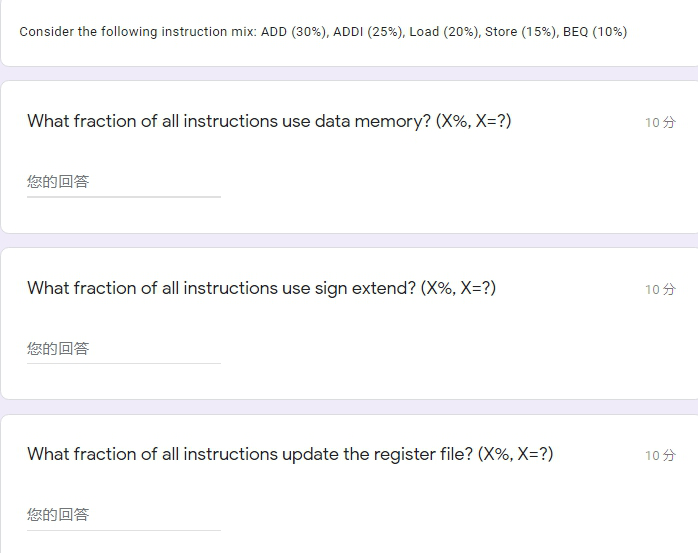 Consider the following instruction mix: ADD (30%), ADDI (25%), Load (20%), Store (15%), BEQ (10%)
What fraction of all instructions use data memory? (X%, X=?)
10 分
您的回答
What fraction of all instructions use sign extend? (X%, X=?)
10 分
您的回答
What fraction of all instructions update the register file? (X%, X=?)
10 分
您的回答